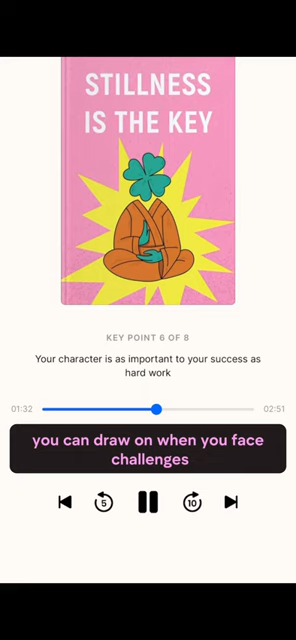 STILLNESS
IS THE KEY
KEY POINT 6 OF 8
Your character is as important to your success as
hard work
01:32
02:51
you can draw on when you face
challenges
5
10